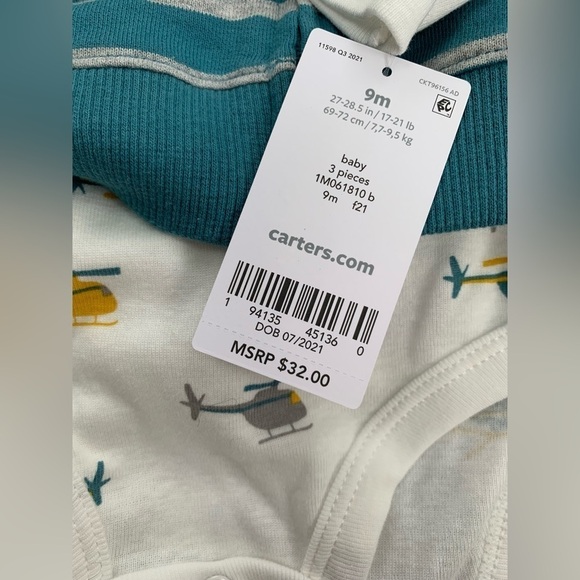 11598 Q3 2021
CKT96156 AD
9m
27-28.5 in / 17-21 lb
69-72 cm / 7,7-9,5 kg
baby
3 pieces
1M061810 b
9m f21
carters.com
1 94135 45136 0
DOB 07/2021
MSRP $32.00